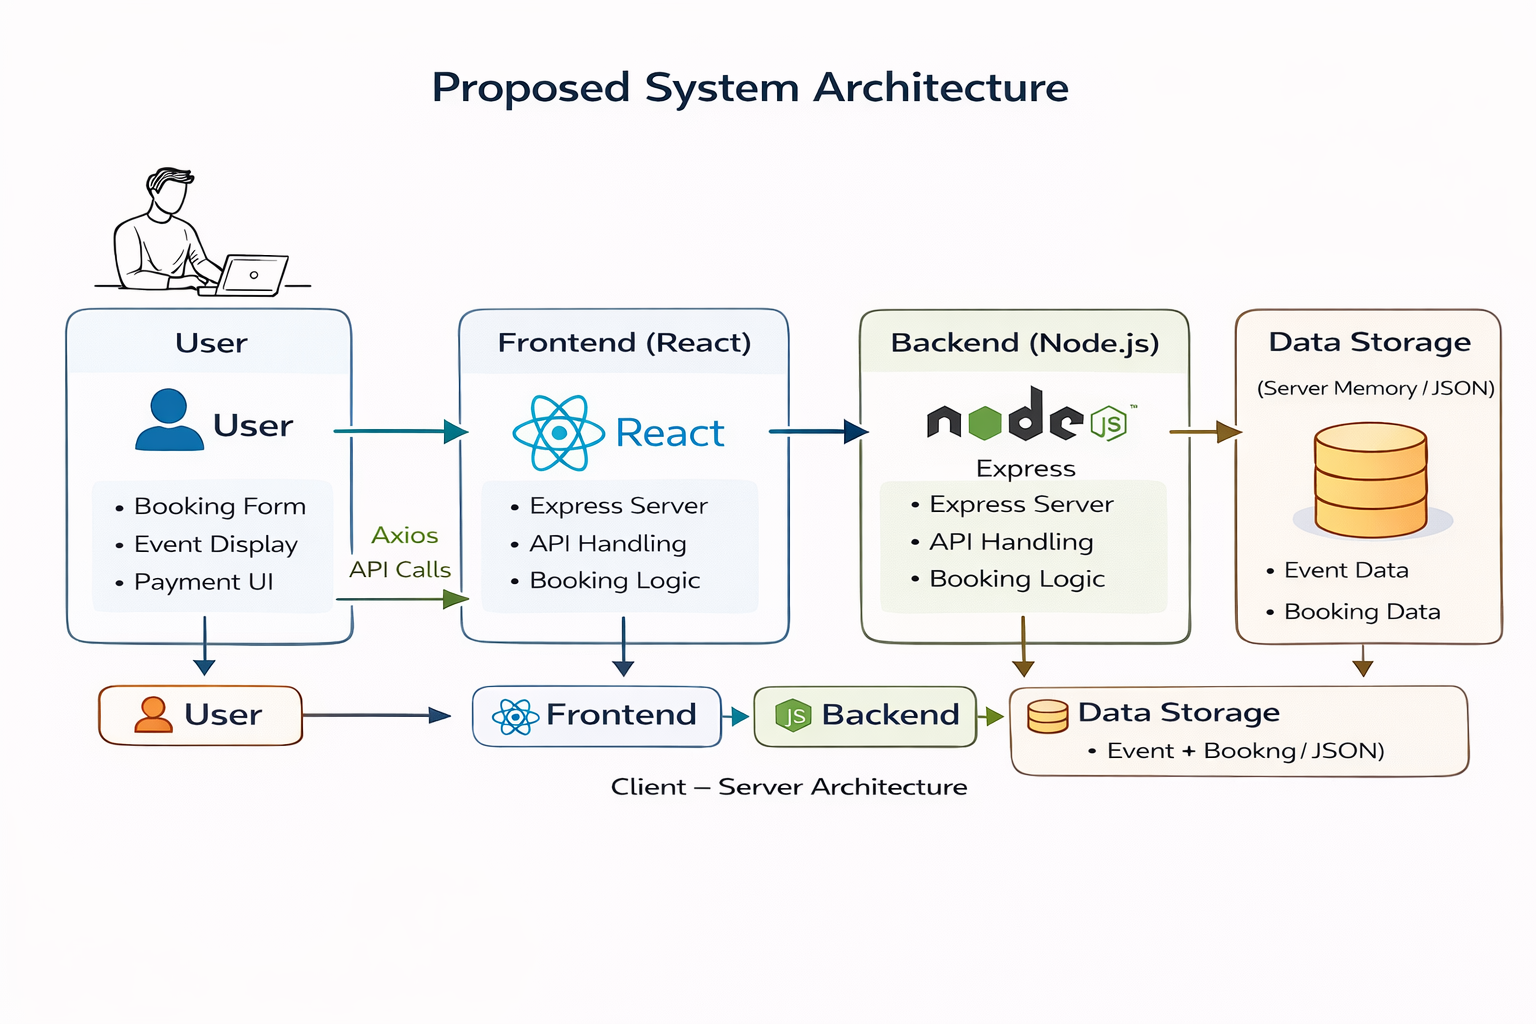 Proposed System Architecture
User
User
• Booking Form
• Event Display
• Payment UI
Axios
API Calls
Frontend (React)
React
• Express Server
• API Handling
• Booking Logic
Backend (Node.js)
node JS ™
Express
• Express Server
• API Handling
• Booking Logic
Data Storage
(Server Memory / JSON)
• Event Data
• Booking Data
User
Frontend
JS Backend
Data Storage
• Event + Bookng / JSON)
Client – Server Architecture